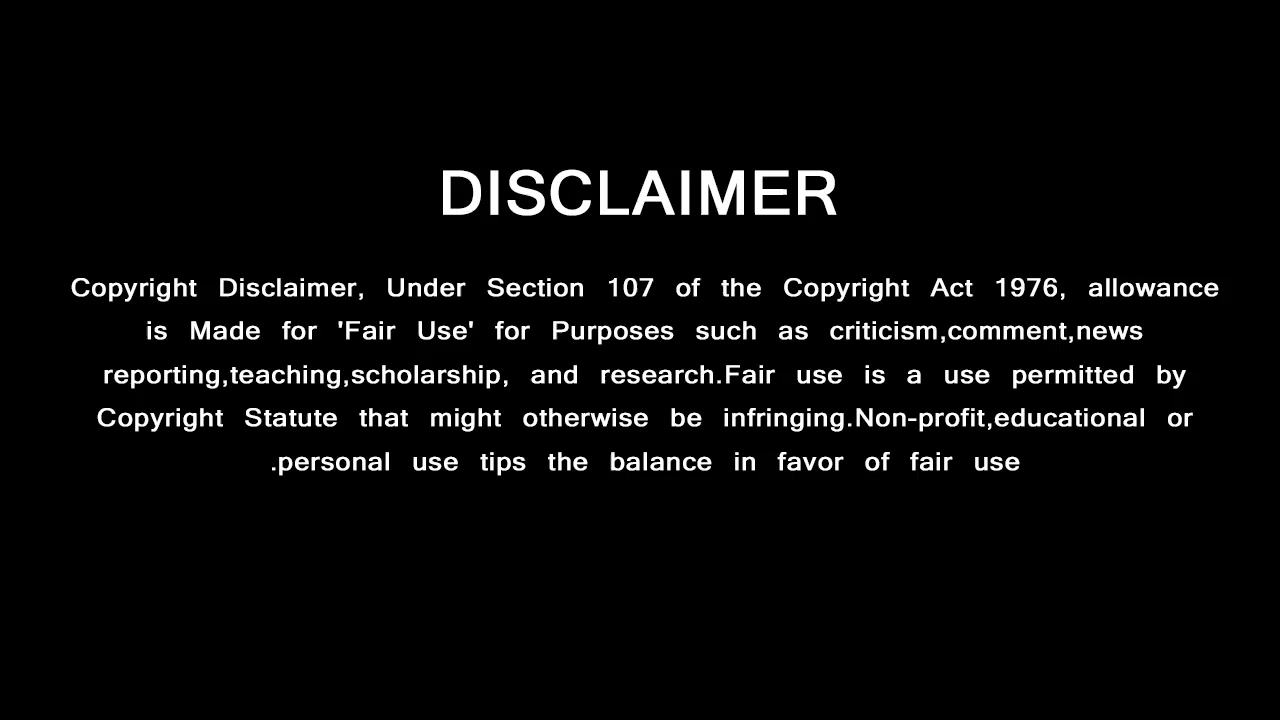 DISCLAIMER
Copyright Disclaimer, Under Section 107 of the Copyright Act 1976, allowance
is Made for 'Fair Use' for Purposes such as criticism,comment,news
reporting,teaching,scholarship, and research.Fair use is a use permitted by
Copyright Statute that might otherwise be infringing.Non-profit,educational or
.personal use tips the balance in favor of fair use